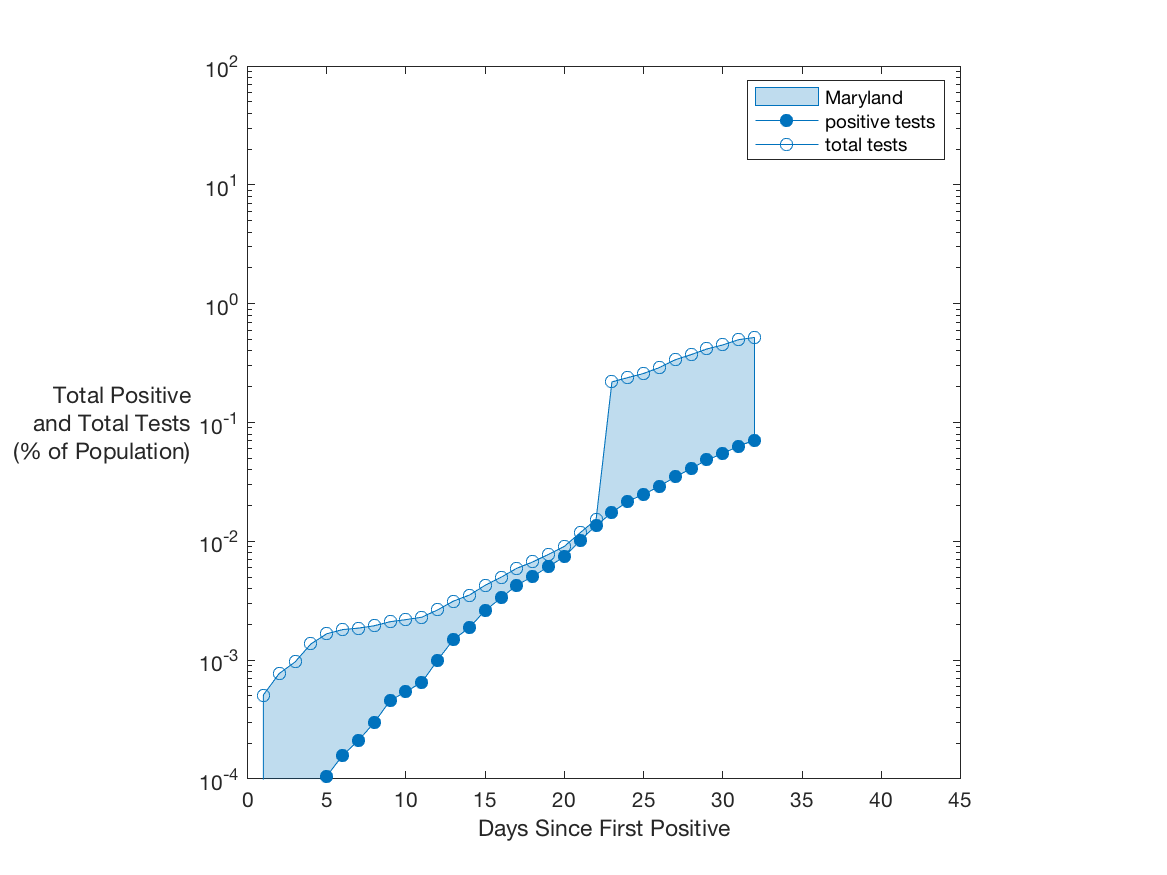 10^2
10^1
10^0
10^-1
10^-2
10^-3
10^-4
Total Positive
and Total Tests
(% of Population)
Maryland
positive tests
total tests
0 5 10 15 20 25 30 35 40 45
Days Since First Positive